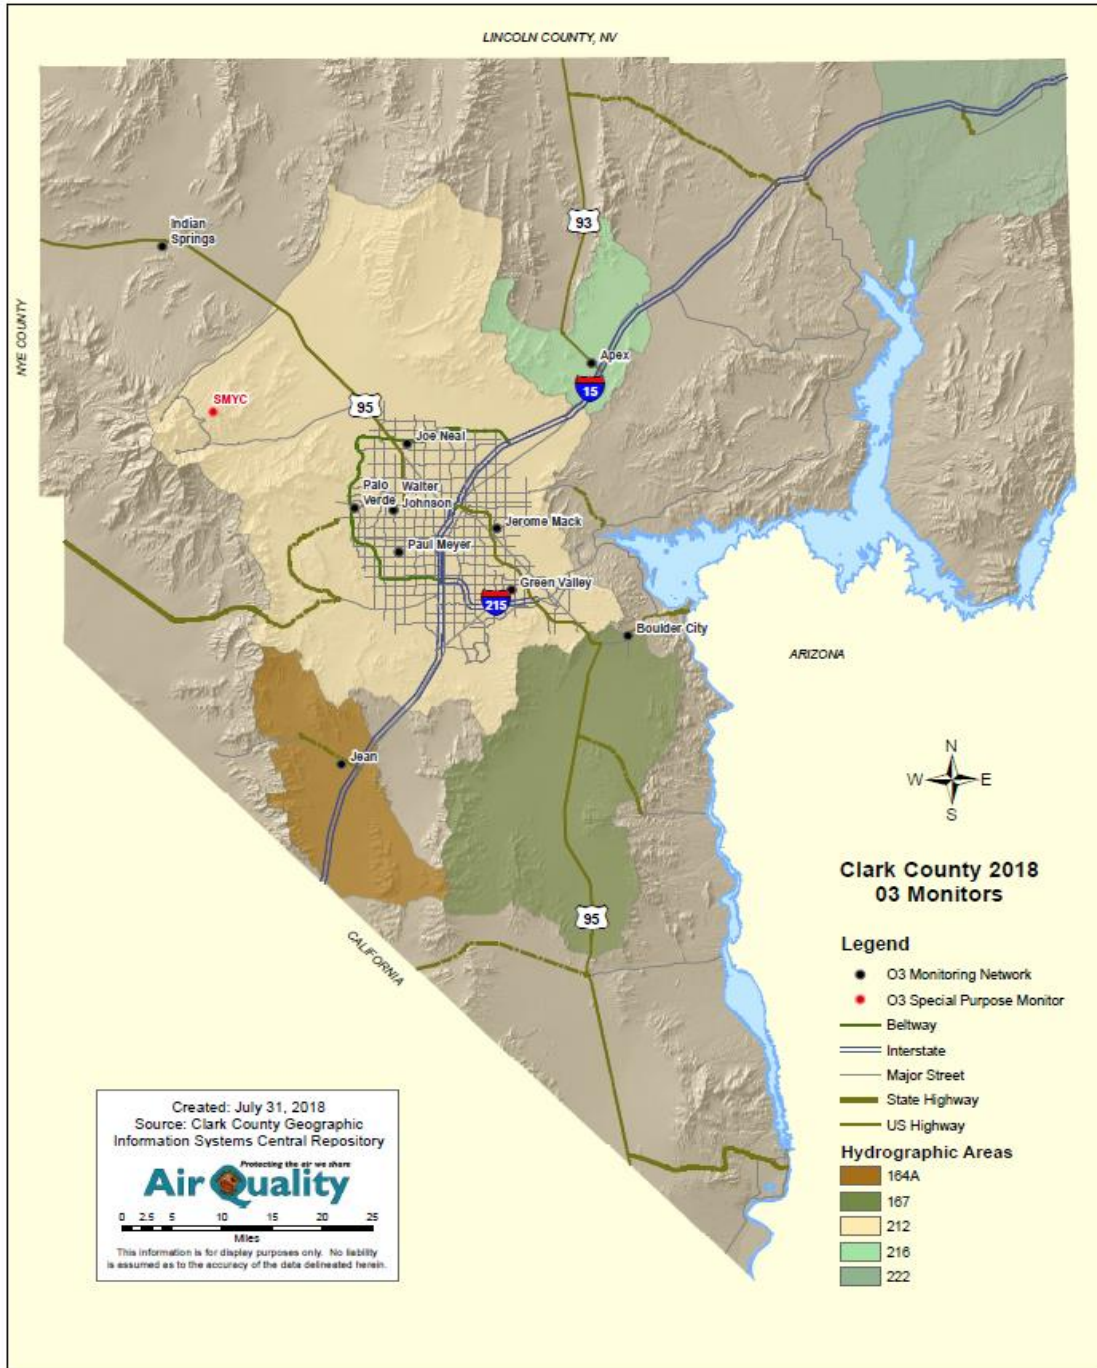 LINCOLN COUNTY, NV
93
Indian
Springs
NYE COUNTY
Apex
15
SMYC
95
Joe Neal
Palo
Verde
Walter
Johnson
Jerome Mack
Paul Meyer
Green Valley
215
Boulder City
ARIZONA
Jean
N
W E
S
95
CALIFORNIA
Clark County 2018
03 Monitors
Legend
O3 Monitoring Network
O3 Special Purpose Monitor
Beltway
Interstate
Major Street
State Highway
US Highway
Hydrographic Areas
164A
167
212
216
222
Created: July 31, 2018
Source: Clark County Geographic
Information Systems Central Repository
Protecting the air we share
Air Quality
0 2.5 5 10 15 20 25
Miles
This information is for display purposes only. No liability
is assumed as to the accuracy of the data delineated herein.